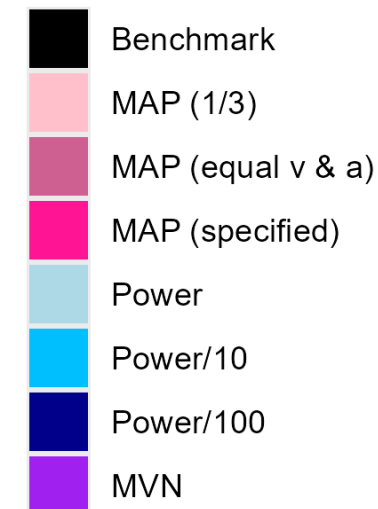 Benchmark
MAP (1/3)
MAP (equal v & a)
MAP (specified)
Power
Power/10
Power/100
MVN